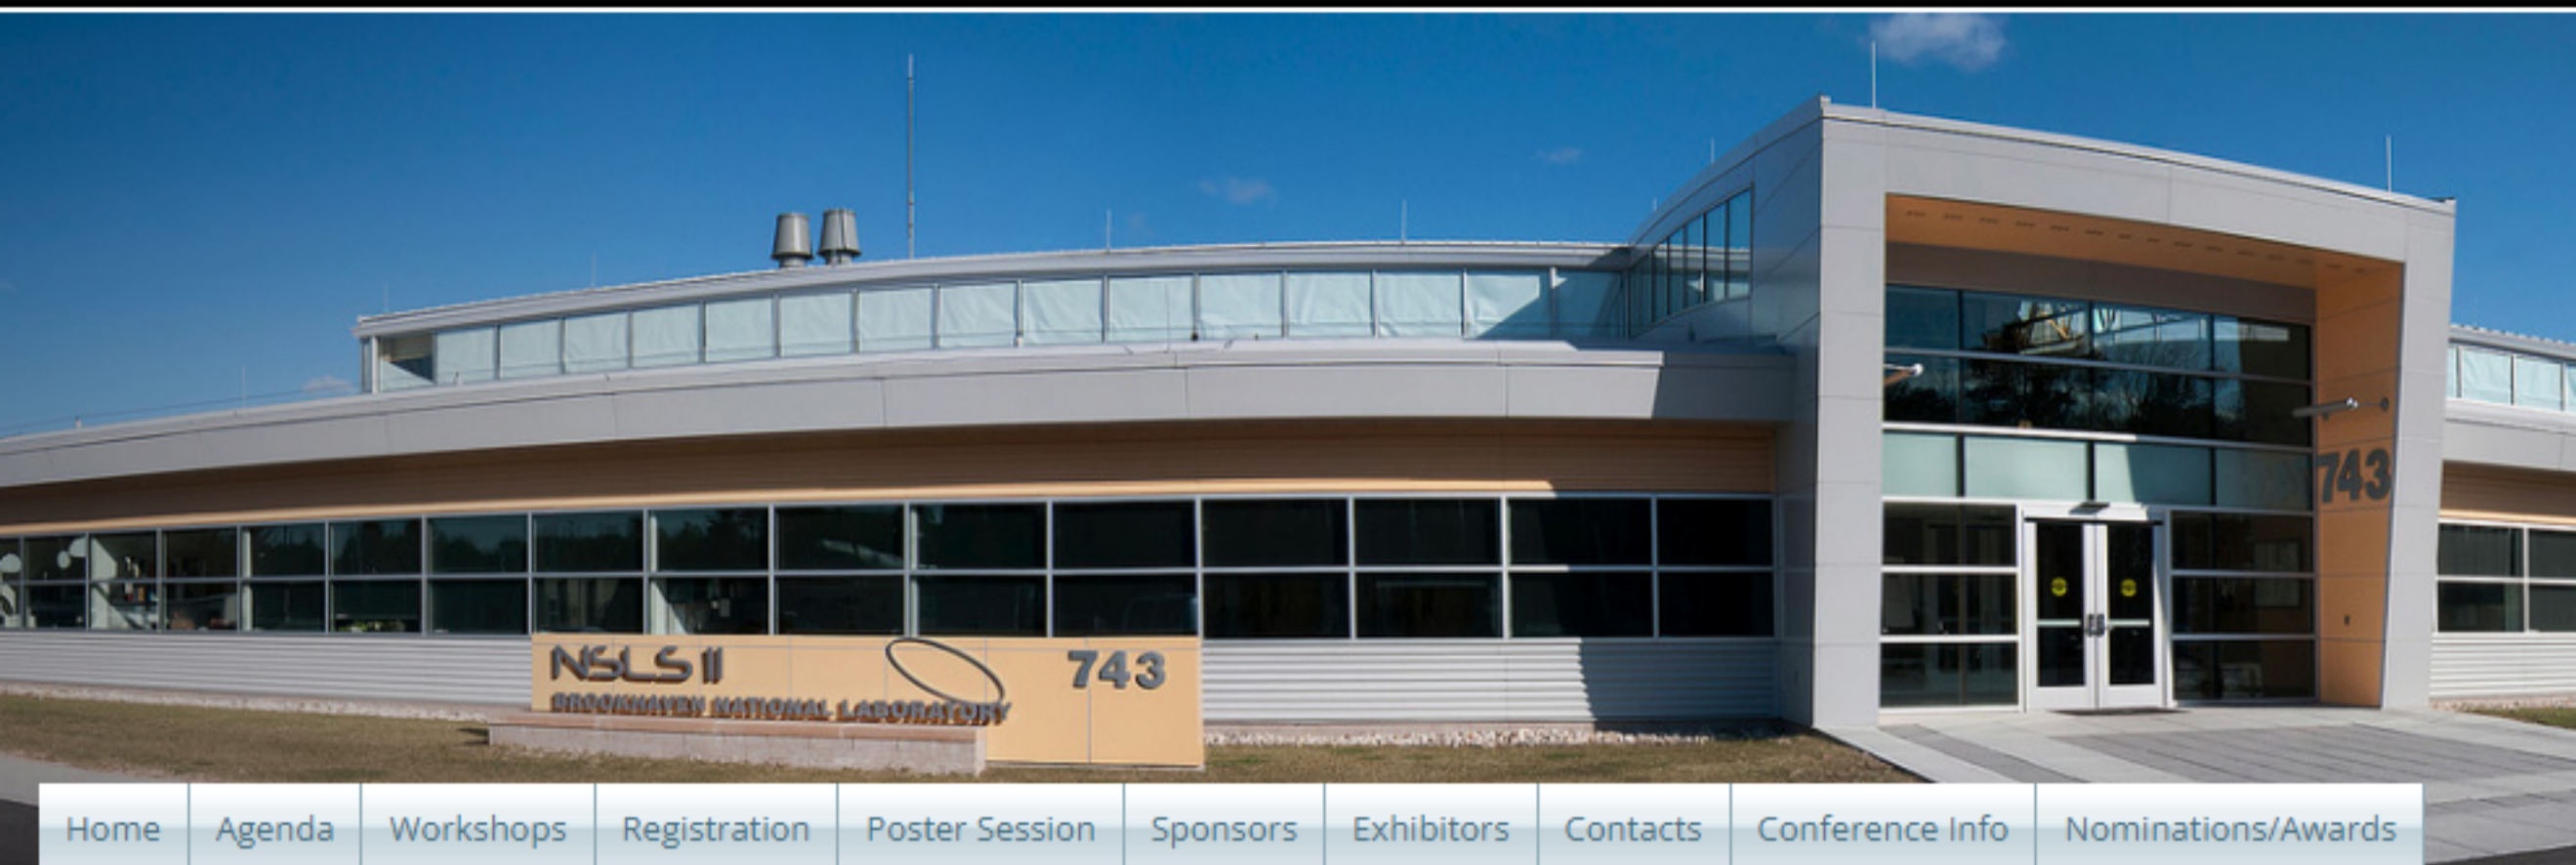 743
NSLS II
743
BROOKHAVEN NATIONAL LABORATORY
Home
Agenda
Workshops
Registration
Poster Session
Sponsors
Exhibitors
Contacts
Conference Info
Nominations/Awards